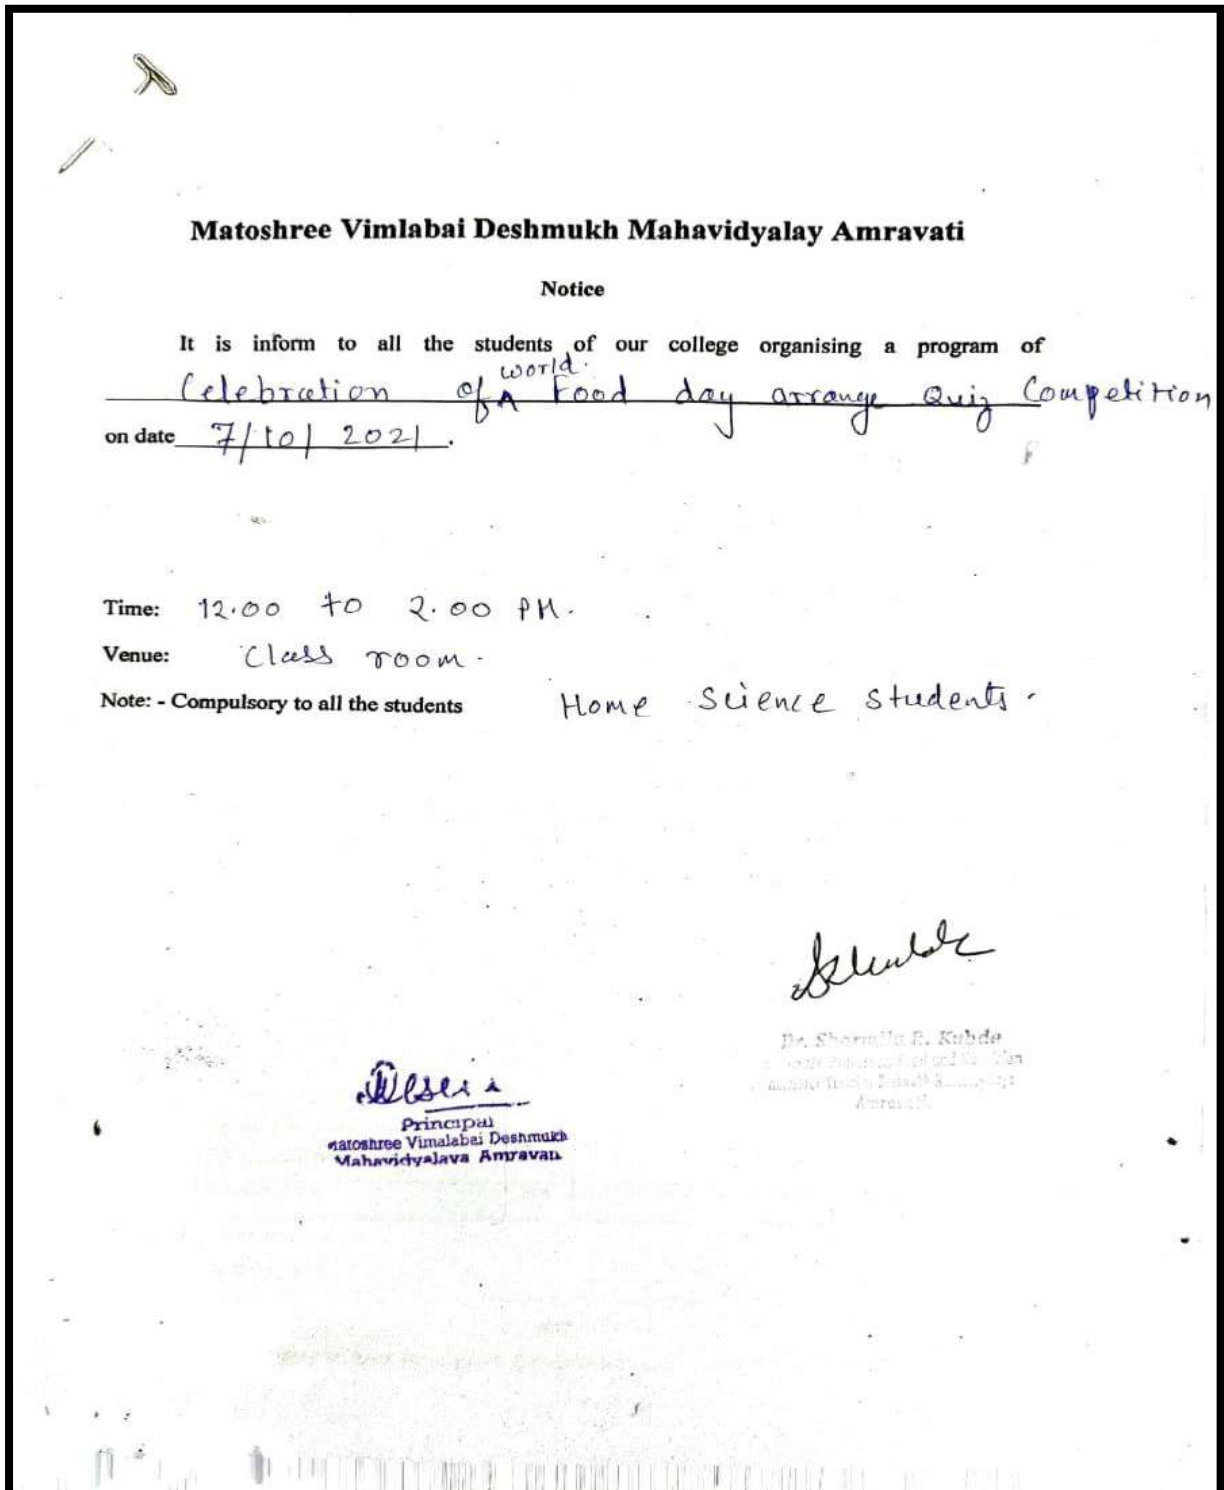 Matoshree Vimlabai Deshmukh Mahavidyalay Amravati
Notice
It is inform to all the students of our college organising a program of
world.
Celebration of Food day arrange Quiz Competition
on date 7/10/2021.
Time: 12.00 to 2.00 PM.
Venue: Class room.
Note: - Compulsory to all the students Home Science students.
Dr. Sharmila R. Kubde
Amravati
Principal
Matoshree Vimalabai Deshmukh
Mahavidyalaya Amravati